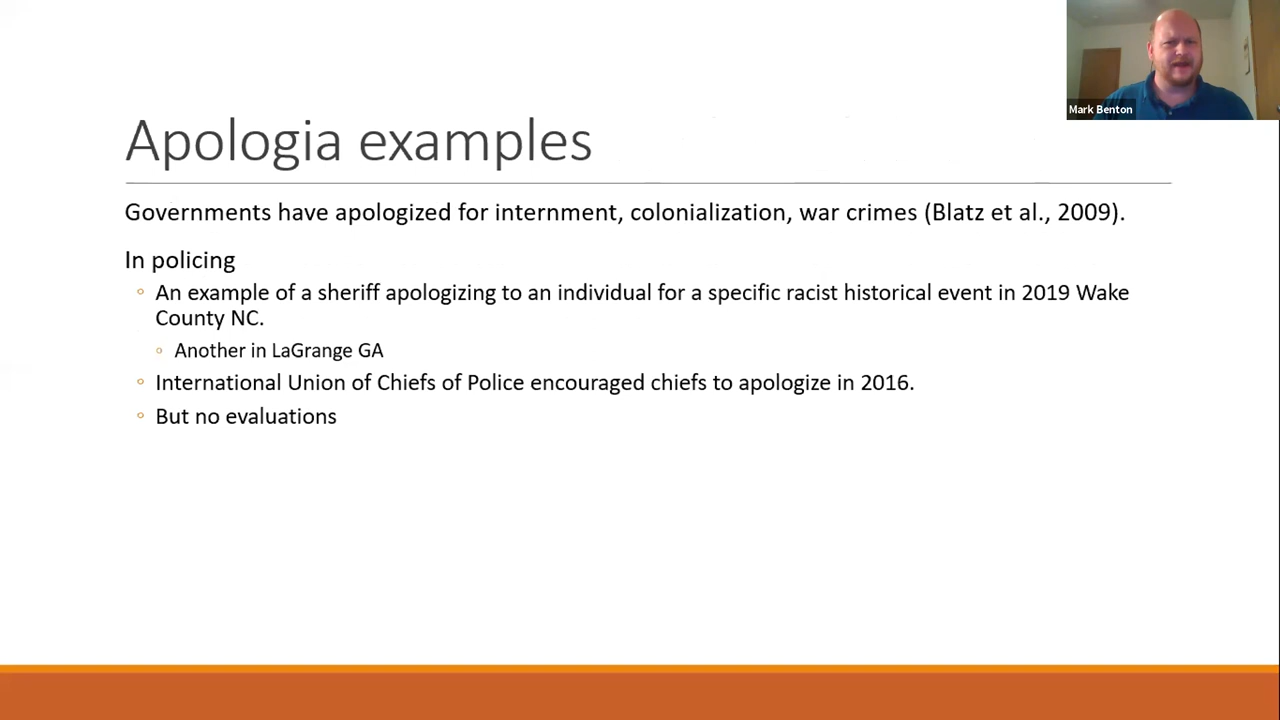 Mark Benton
Apologia examples
Governments have apologized for internment, colonialization, war crimes (Blatz et al., 2009).
In policing
An example of a sheriff apologizing to an individual for a specific racist historical event in 2019 Wake
County NC.
Another in LaGrange GA
International Union of Chiefs of Police encouraged chiefs to apologize in 2016.
But no evaluations